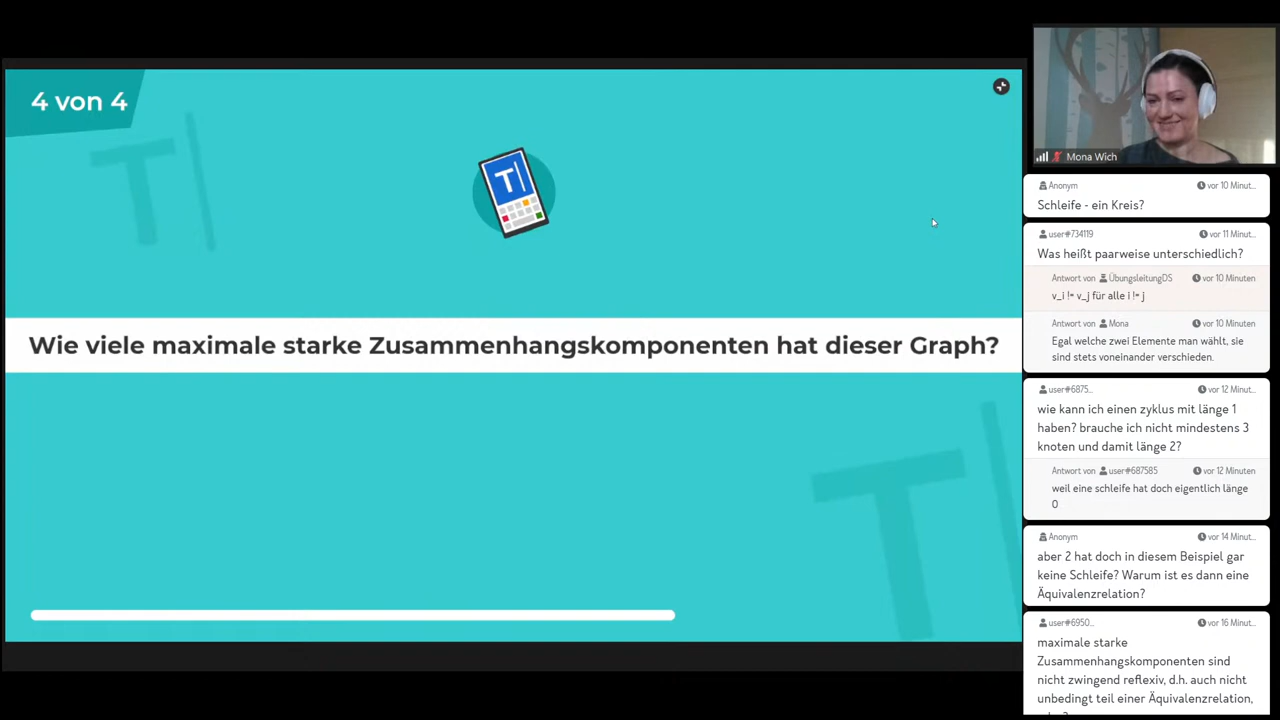 4 von 4
T
T
Wie viele maximale starke Zusammenhangskomponenten hat dieser Graph?
T
Mona Wich
Anonym
vor 10 Minut...
Schleife - ein Kreis?
user#734119
vor 11 Minut...
Was heißt paarweise unterschiedlich?
Antwort von ÜbungsleitungDS
vor 10 Minuten
v_i != v_j für alle i != j
Antwort von Mona
vor 10 Minuten
Egal welche zwei Elemente man wählt, sie
sind stets voneinander verschieden.
user#6875...
vor 12 Minut...
wie kann ich einen zyklus mit länge 1
haben? brauche ich nicht mindestens 3
knoten und damit länge 2?
Antwort von user#687585
vor 12 Minuten
weil eine schleife hat doch eigentlich länge
0
Anonym
vor 14 Minut...
aber 2 hat doch in diesem Beispiel gar
keine Schleife? Warum ist es dann eine
Äquivalenzrelation?
user#6950...
vor 16 Minut...
maximale starke
Zusammenhangskomponenten sind
nicht zwingend reflexiv, d.h. auch nicht
unbedingt teil einer Äquivalenzrelation,